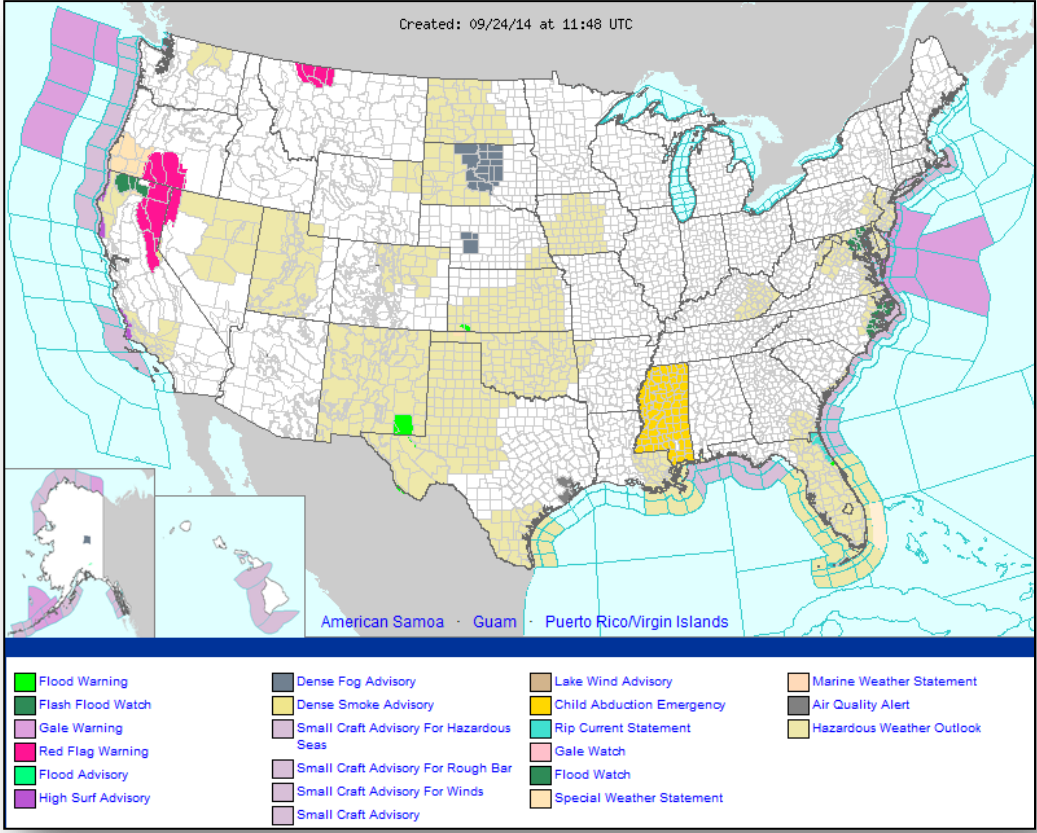 Created: 09/24/14 at 11:48 UTC
American Samoa · Guam · Puerto Rico/Virgin Islands
Flood Warning
Flash Flood Watch
Gale Warning
Red Flag Warning
Flood Advisory
High Surf Advisory
Dense Fog Advisory
Dense Smoke Advisory
Small Craft Advisory For Hazardous
Seas
Small Craft Advisory For Rough Bar
Small Craft Advisory For Winds
Small Craft Advisory
Lake Wind Advisory
Child Abduction Emergency
Rip Current Statement
Gale Watch
Flood Watch
Special Weather Statement
Marine Weather Statement
Air Quality Alert
Hazardous Weather Outlook